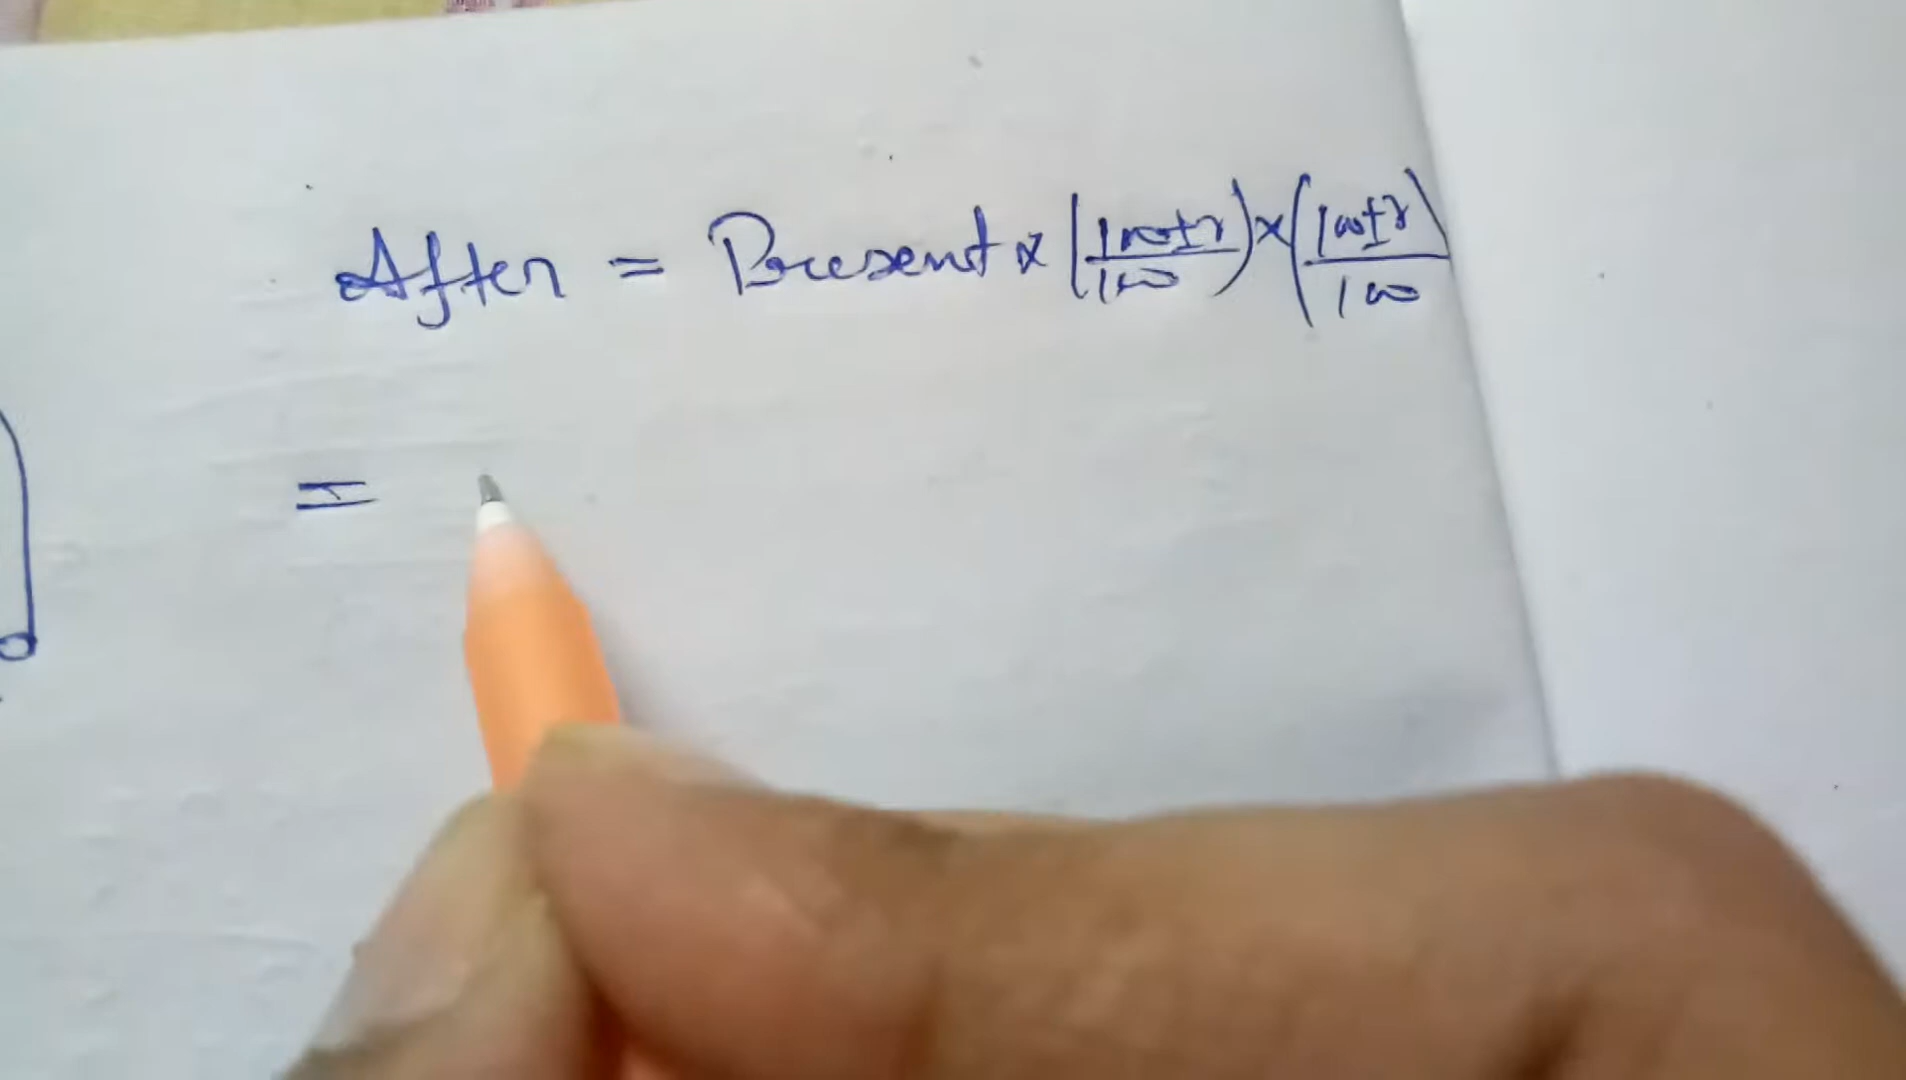 After = Present × (100±r/100) × (100±r/100)
=